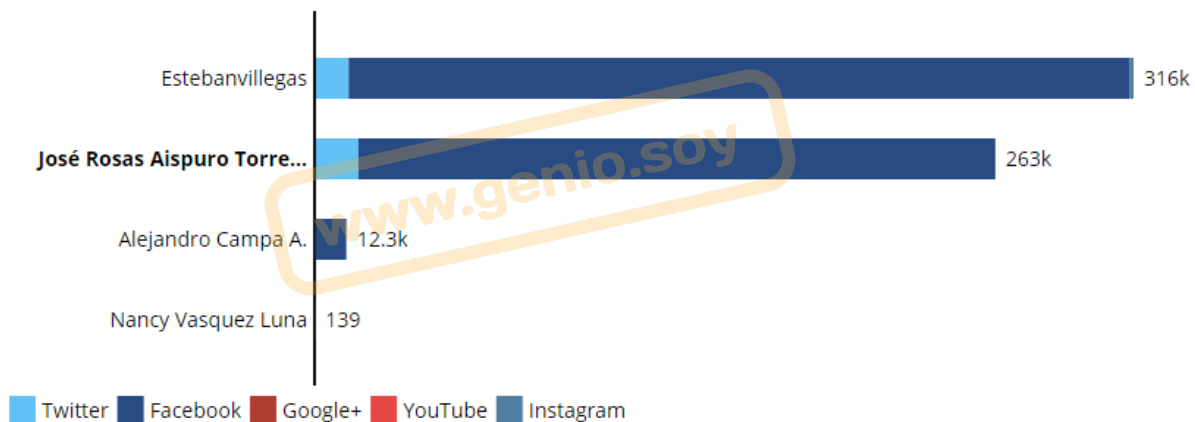 Estebanvillegas 316k
José Rosas Aispuro Torre... 263k
Alejandro Campa A. 12.3k
Nancy Vasquez Luna 139
www.genio.soy
Twitter Facebook Google+ YouTube Instagram